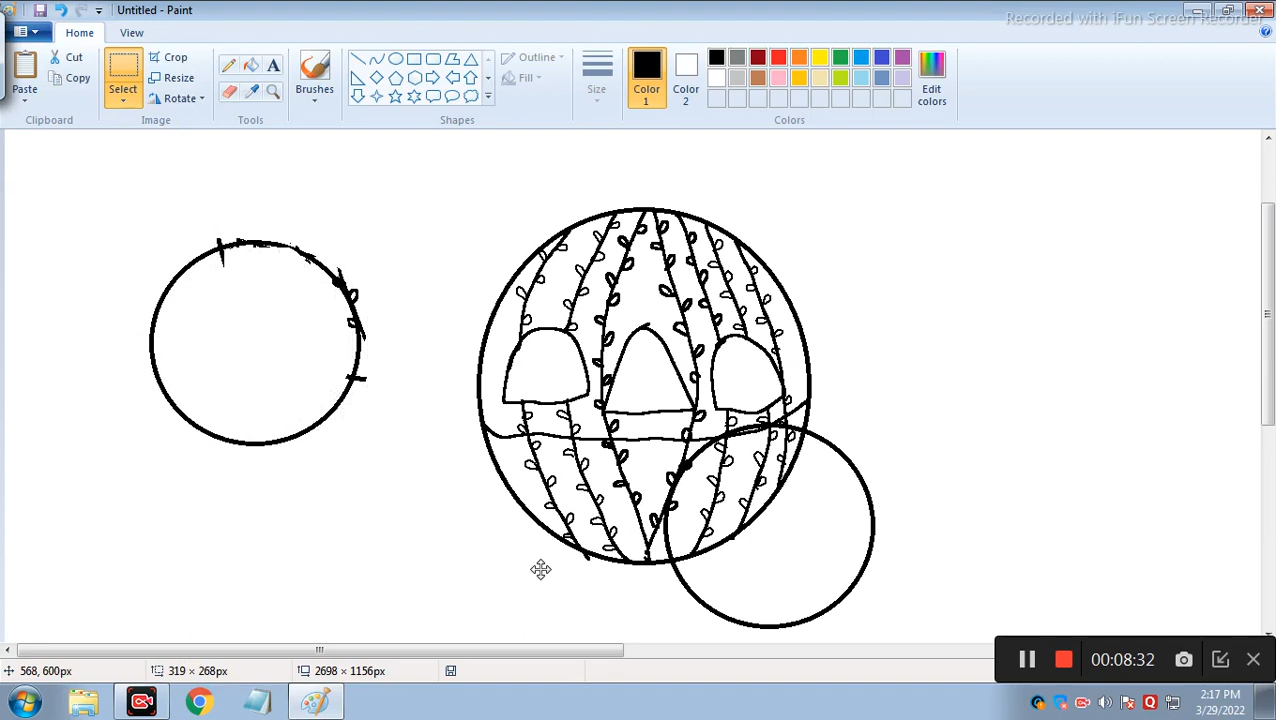 Untitled - Paint
Recorded with iFun Screen Recorder
Home
View
Paste
Cut
Copy
Clipboard
Select
Crop
Resize
Rotate
Image
A
Tools
Brushes
Outline
Fill
Shapes
Size
Color
1
Color
2
Edit
colors
Colors
568, 600px
319 × 268px
2698 × 1156px
00:08:32
2:17 PM
3/29/2022